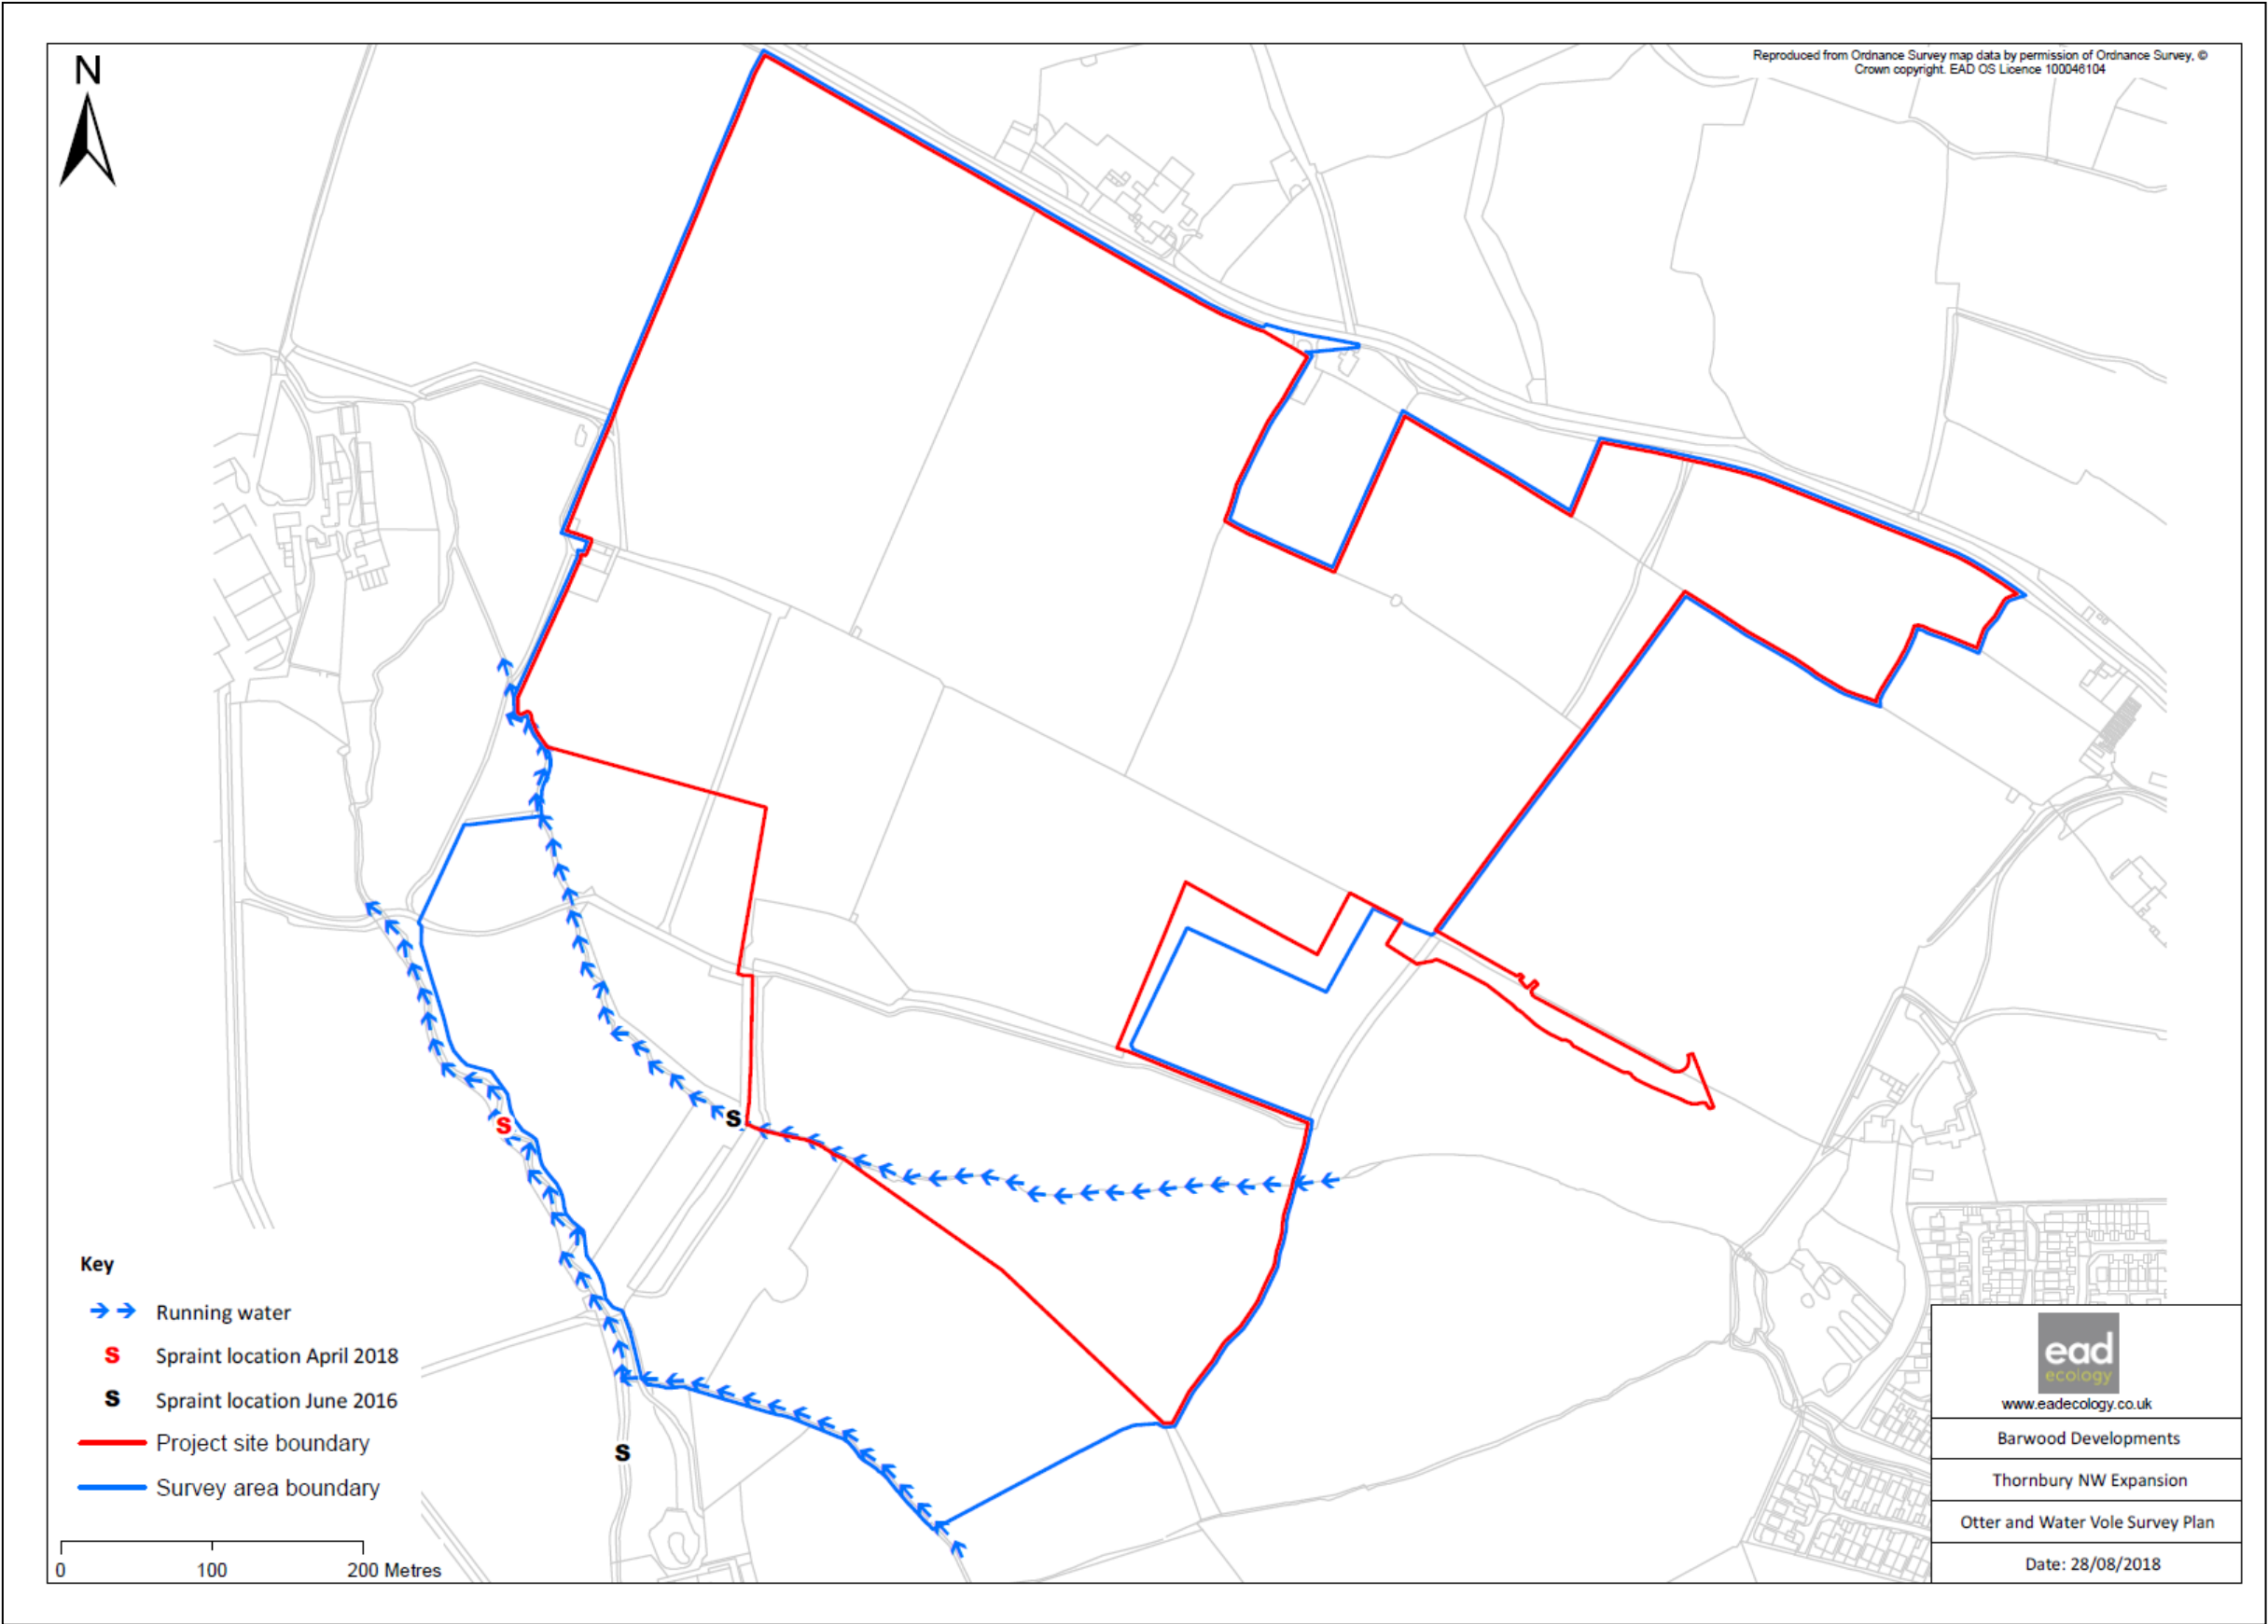 N
Reproduced from Ordnance Survey map data by permission of Ordnance Survey, ©
Crown copyright. EAD OS Licence 100046104
S
S
S
Key
Running water
S Spraint location April 2018
S Spraint location June 2016
Project site boundary
Survey area boundary
0 100 200 Metres
ead
ecology
www.eadecology.co.uk
Barwood Developments
Thornbury NW Expansion
Otter and Water Vole Survey Plan
Date: 28/08/2018